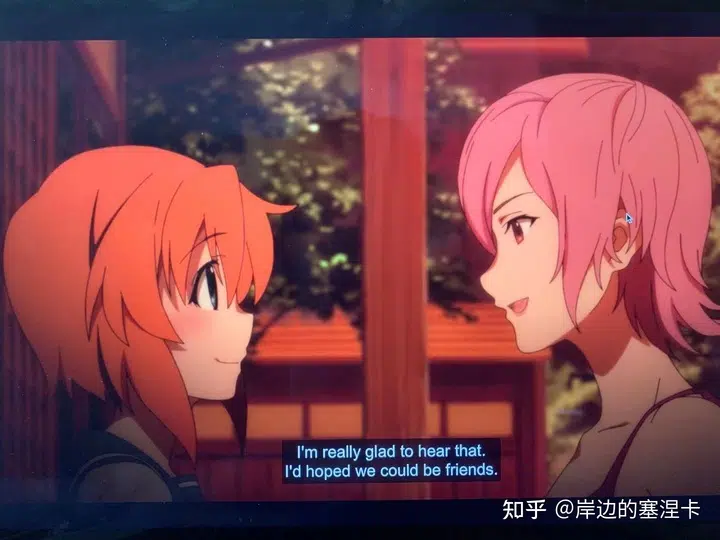 I'm really glad to hear that.
I'd hoped we could be friends.
知乎 @岸边的塞涅卡